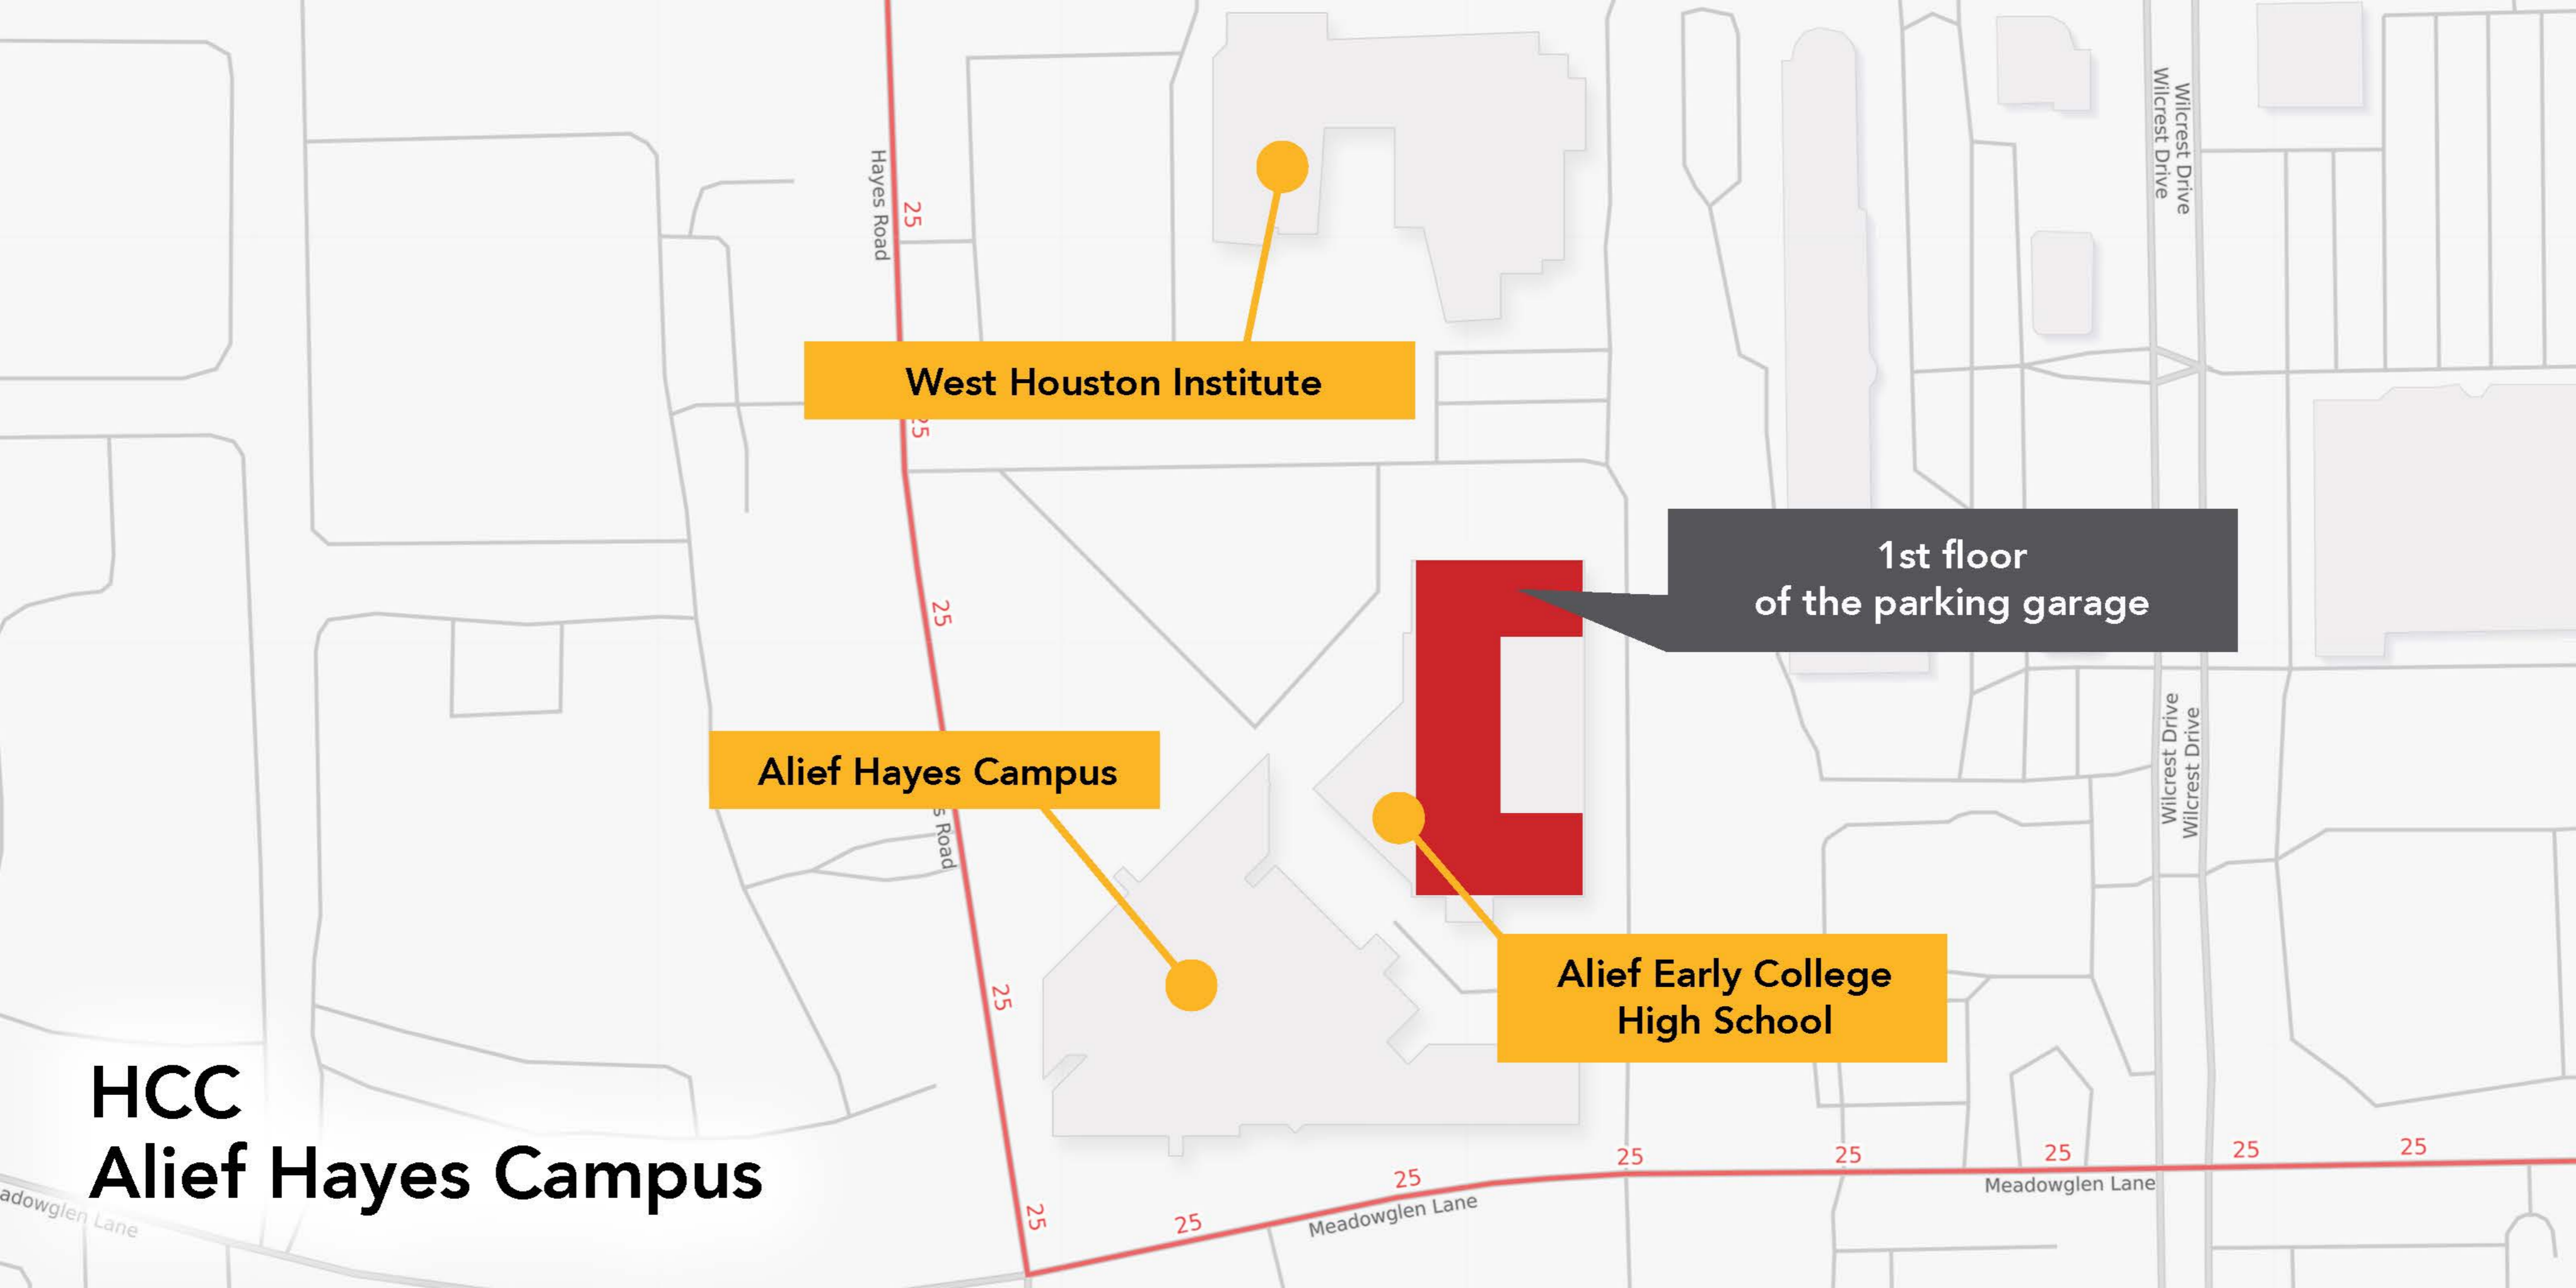 Wilcrest Drive
Wilcrest Drive
Hayes Road
25
West Houston Institute
25
1st floor
of the parking garage
25
Alief Hayes Campus
s Road
Wilcrest Drive
Wilcrest Drive
Alief Early College
High School
25
HCC
Alief Hayes Campus
adowglen Lane
25
25
25
Meadowglen Lane
25
25
25
25
25
Meadowglen Lane